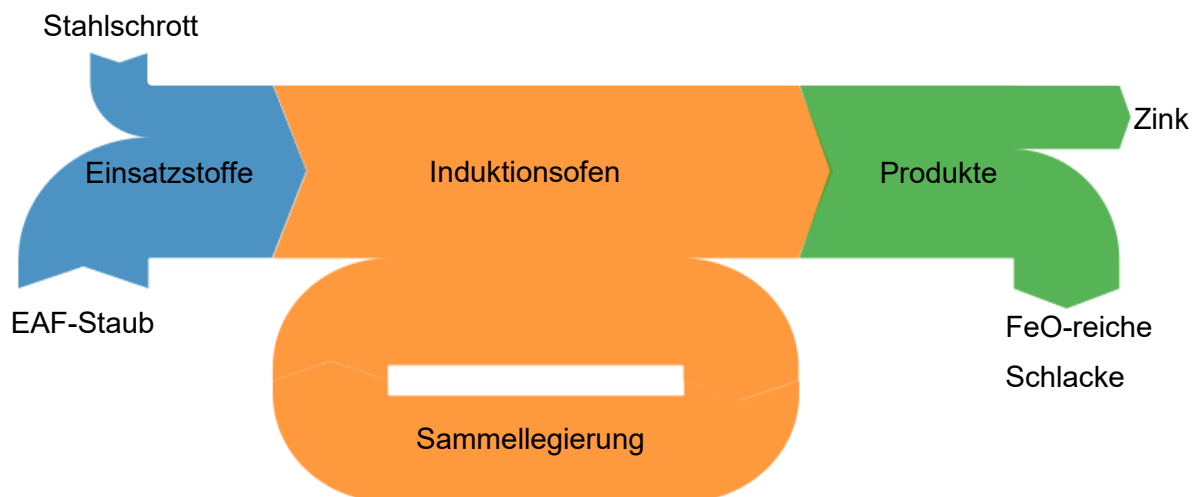 Stahlschrott
Zink
Einsatzstoffe
Induktionsofen
Produkte
EAF-Staub
FeO-reiche
Schlacke
Sammellegierung